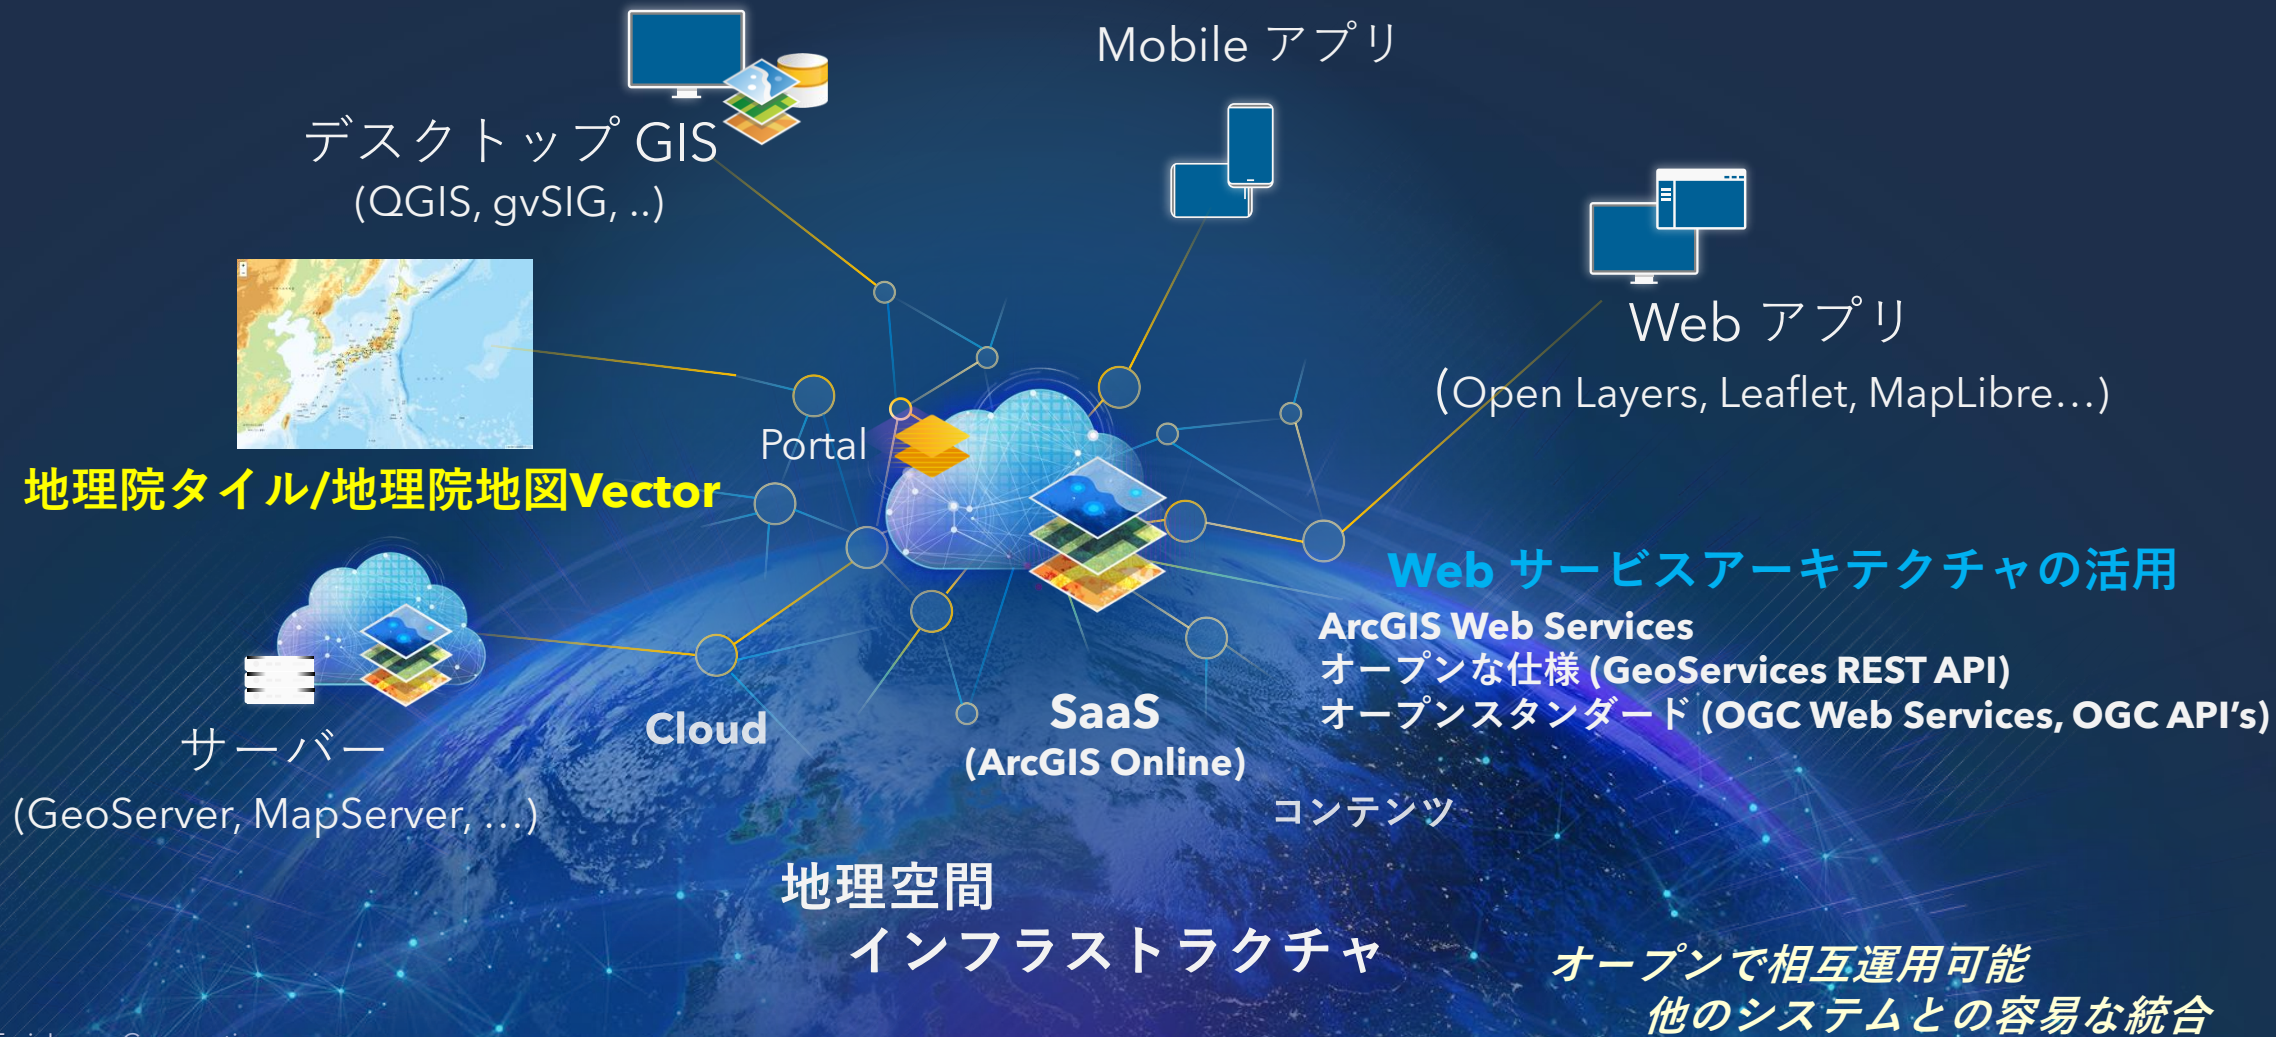 Mobile アプリ
デスクトップ GIS
(QGIS, gvSIG, ..)
Web アプリ
(Open Layers, Leaflet, MapLibre...)
Portal
地理院タイル/地理院地図Vector
Web サービスアーキテクチャの活用
ArcGIS Web Services
オープンな仕様 (GeoServices REST API)
オープンスタンダード (OGC Web Services, OGC API's)
サーバー
(GeoServer, MapServer, ...)
Cloud
SaaS
(ArcGIS Online)
コンテンツ
地理空間
インフラストラクチャ
オープンで相互運用可能
他のシステムとの容易な統合